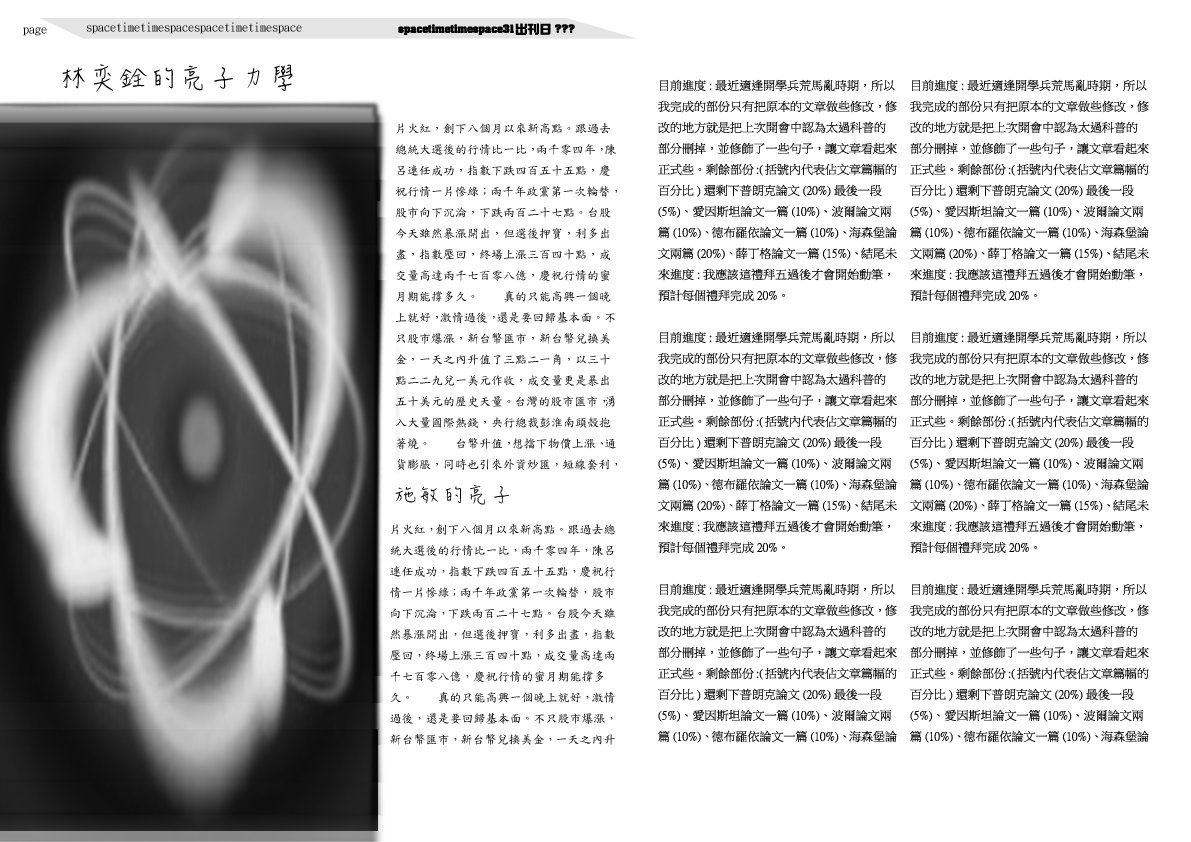 page
spacetimetimespacespacetimetimespace
spacetimetimespace31出刊日 ???
林奕銓的亮子力學
片火紅，創下八個月以來新高點。跟過去
總統大選後的行情比一比，兩千零四年，陳
呂連任成功，指數下跌四百五十五點，慶
祝行情一片慘綠；兩千年政黨第一次輪替，
股市向下沉淪，下跌兩百二十七點。台股
今天雖然暴漲開出，但選後押寶，利多出
盡，指數壓回，終場上漲三百四十點，成
交量高達兩千七百零八億，慶祝行情的蜜
月期能撐多久。　　真的只能高興一個晚
上就好，激情過後，還是要回歸基本面。不
只股市爆漲，新台幣匯市，新台幣兌換美
金，一天之內升值了三點二一角，以三十
點二二九兌一美元作收，成交量更是暴出
五十美元的歷史天量。台灣的股市匯市，湧
入大量國際熱錢，央行總裁彭淮南頭殼抱
著燒。　　台幣升值，想擋下物價上漲、通
貨膨脹，同時也引來外資炒匯，短線套利，
施敏的亮子
片火紅，創下八個月以來新高點。跟過去總
統大選後的行情比一比，兩千零四年，陳呂
連任成功，指數下跌四百五十五點，慶祝行
情一片慘綠；兩千年政黨第一次輪替，股市
向下沉淪，下跌兩百二十七點。台股今天雖
然暴漲開出，但選後押寶，利多出盡，指數
壓回，終場上漲三百四十點，成交量高達兩
千七百零八億，慶祝行情的蜜月期能撐多
久。　　真的只能高興一個晚上就好，激情
過後，還是要回歸基本面。不只股市爆漲，
新台幣匯市，新台幣兌換美金，一天之內升
目前進度 : 最近適逢開學兵荒馬亂時期，所以
我完成的部份只有把原本的文章做些修改，修
改的地方就是把上次開會中認為太過科普的
部分刪掉，並修飾了一些句子，讓文章看起來
正式些。剩餘部份 :( 括號內代表佔文章篇幅的
百分比 ) 還剩下普朗克論文 (20%) 最後一段
(5%)、愛因斯坦論文一篇 (10%)、波爾論文兩
篇 (10%)、德布羅依論文一篇 (10%)、海森堡論
文兩篇 (20%)、薛丁格論文一篇 (15%)、結尾未
來進度 : 我應該這禮拜五過後才會開始動筆，
預計每個禮拜完成 20%。
目前進度 : 最近適逢開學兵荒馬亂時期，所以
我完成的部份只有把原本的文章做些修改，修
改的地方就是把上次開會中認為太過科普的
部分刪掉，並修飾了一些句子，讓文章看起來
正式些。剩餘部份 :( 括號內代表佔文章篇幅的
百分比 ) 還剩下普朗克論文 (20%) 最後一段
(5%)、愛因斯坦論文一篇 (10%)、波爾論文兩
篇 (10%)、德布羅依論文一篇 (10%)、海森堡論
文兩篇 (20%)、薛丁格論文一篇 (15%)、結尾未
來進度 : 我應該這禮拜五過後才會開始動筆，
預計每個禮拜完成 20%。
目前進度 : 最近適逢開學兵荒馬亂時期，所以
我完成的部份只有把原本的文章做些修改，修
改的地方就是把上次開會中認為太過科普的
部分刪掉，並修飾了一些句子，讓文章看起來
正式些。剩餘部份 :( 括號內代表佔文章篇幅的
百分比 ) 還剩下普朗克論文 (20%) 最後一段
(5%)、愛因斯坦論文一篇 (10%)、波爾論文兩
篇 (10%)、德布羅依論文一篇 (10%)、海森堡論
目前進度 : 最近適逢開學兵荒馬亂時期，所以
我完成的部份只有把原本的文章做些修改，修
改的地方就是把上次開會中認為太過科普的
部分刪掉，並修飾了一些句子，讓文章看起來
正式些。剩餘部份 :( 括號內代表佔文章篇幅的
百分比 ) 還剩下普朗克論文 (20%) 最後一段
(5%)、愛因斯坦論文一篇 (10%)、波爾論文兩
篇 (10%)、德布羅依論文一篇 (10%)、海森堡論
文兩篇 (20%)、薛丁格論文一篇 (15%)、結尾未
來進度 : 我應該這禮拜五過後才會開始動筆，
預計每個禮拜完成 20%。
目前進度 : 最近適逢開學兵荒馬亂時期，所以
我完成的部份只有把原本的文章做些修改，修
改的地方就是把上次開會中認為太過科普的
部分刪掉，並修飾了一些句子，讓文章看起來
正式些。剩餘部份 :( 括號內代表佔文章篇幅的
百分比 ) 還剩下普朗克論文 (20%) 最後一段
(5%)、愛因斯坦論文一篇 (10%)、波爾論文兩
篇 (10%)、德布羅依論文一篇 (10%)、海森堡論
文兩篇 (20%)、薛丁格論文一篇 (15%)、結尾未
來進度 : 我應該這禮拜五過後才會開始動筆，
預計每個禮拜完成 20%。
目前進度 : 最近適逢開學兵荒馬亂時期，所以
我完成的部份只有把原本的文章做些修改，修
改的地方就是把上次開會中認為太過科普的
部分刪掉，並修飾了一些句子，讓文章看起來
正式些。剩餘部份 :( 括號內代表佔文章篇幅的
百分比 ) 還剩下普朗克論文 (20%) 最後一段
(5%)、愛因斯坦論文一篇 (10%)、波爾論文兩
篇 (10%)、德布羅依論文一篇 (10%)、海森堡論